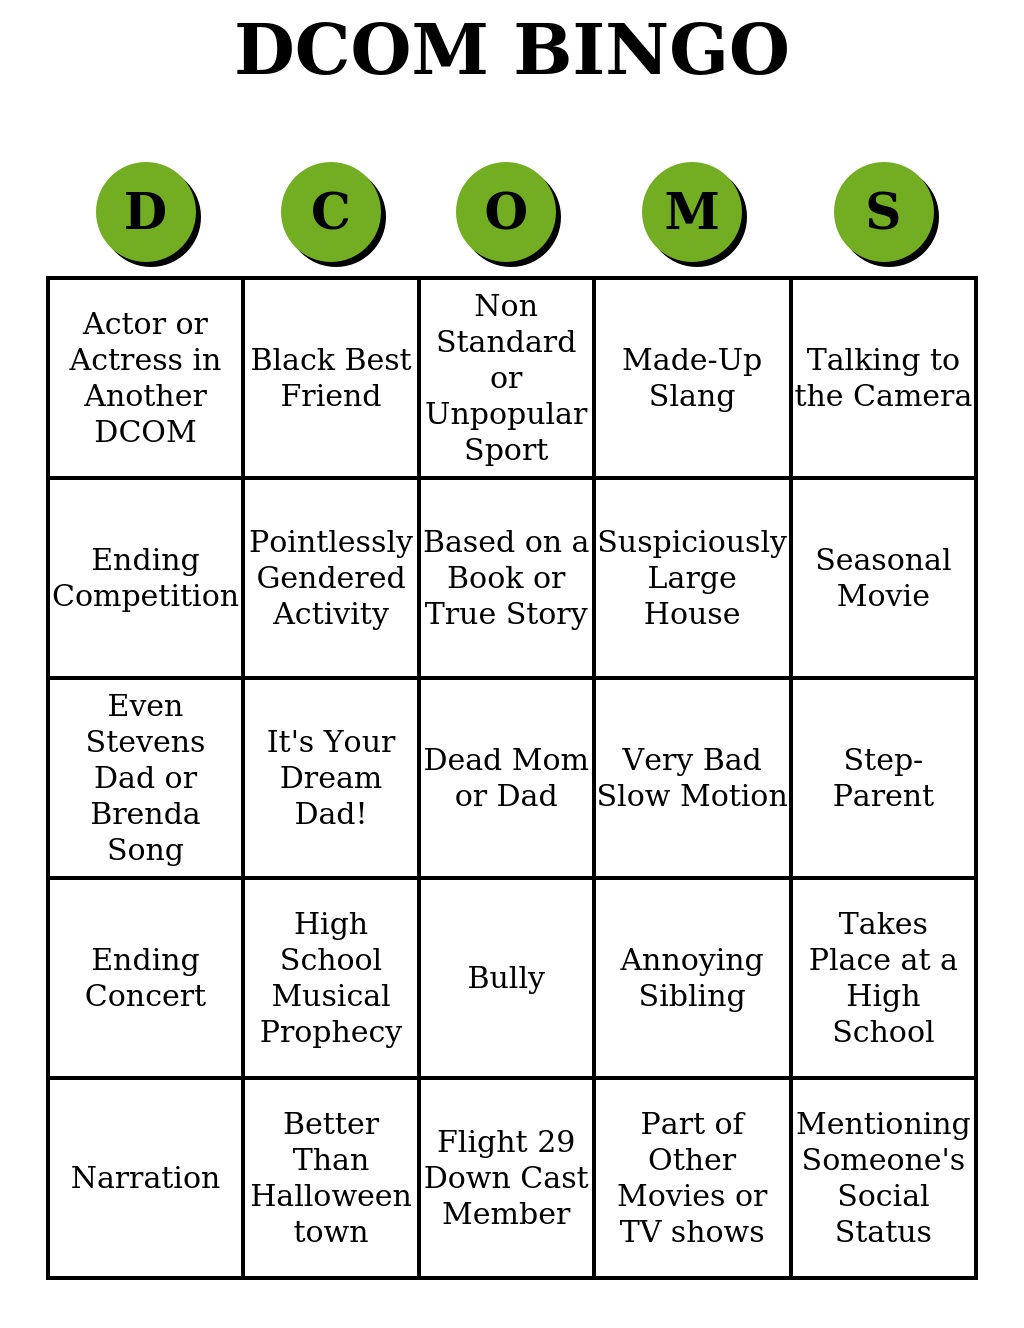 DCOM BINGO
D C O M S
Actor or
Actress in
Another
DCOM
Black Best
Friend
Non
Standard
or
Unpopular
Sport
Made-Up
Slang
Talking to
the Camera
Ending
Competition
Pointlessly
Gendered
Activity
Based on a
Book or
True Story
Suspiciously
Large
House
Seasonal
Movie
Even
Stevens
Dad or
Brenda
Song
It's Your
Dream
Dad!
Dead Mom
or Dad
Very Bad
Slow Motion
Step-
Parent
Ending
Concert
High
School
Musical
Prophecy
Bully
Annoying
Sibling
Takes
Place at a
High
School
Narration
Better
Than
Halloween
town
Flight 29
Down Cast
Member
Part of
Other
Movies or
TV shows
Mentioning
Someone's
Social
Status